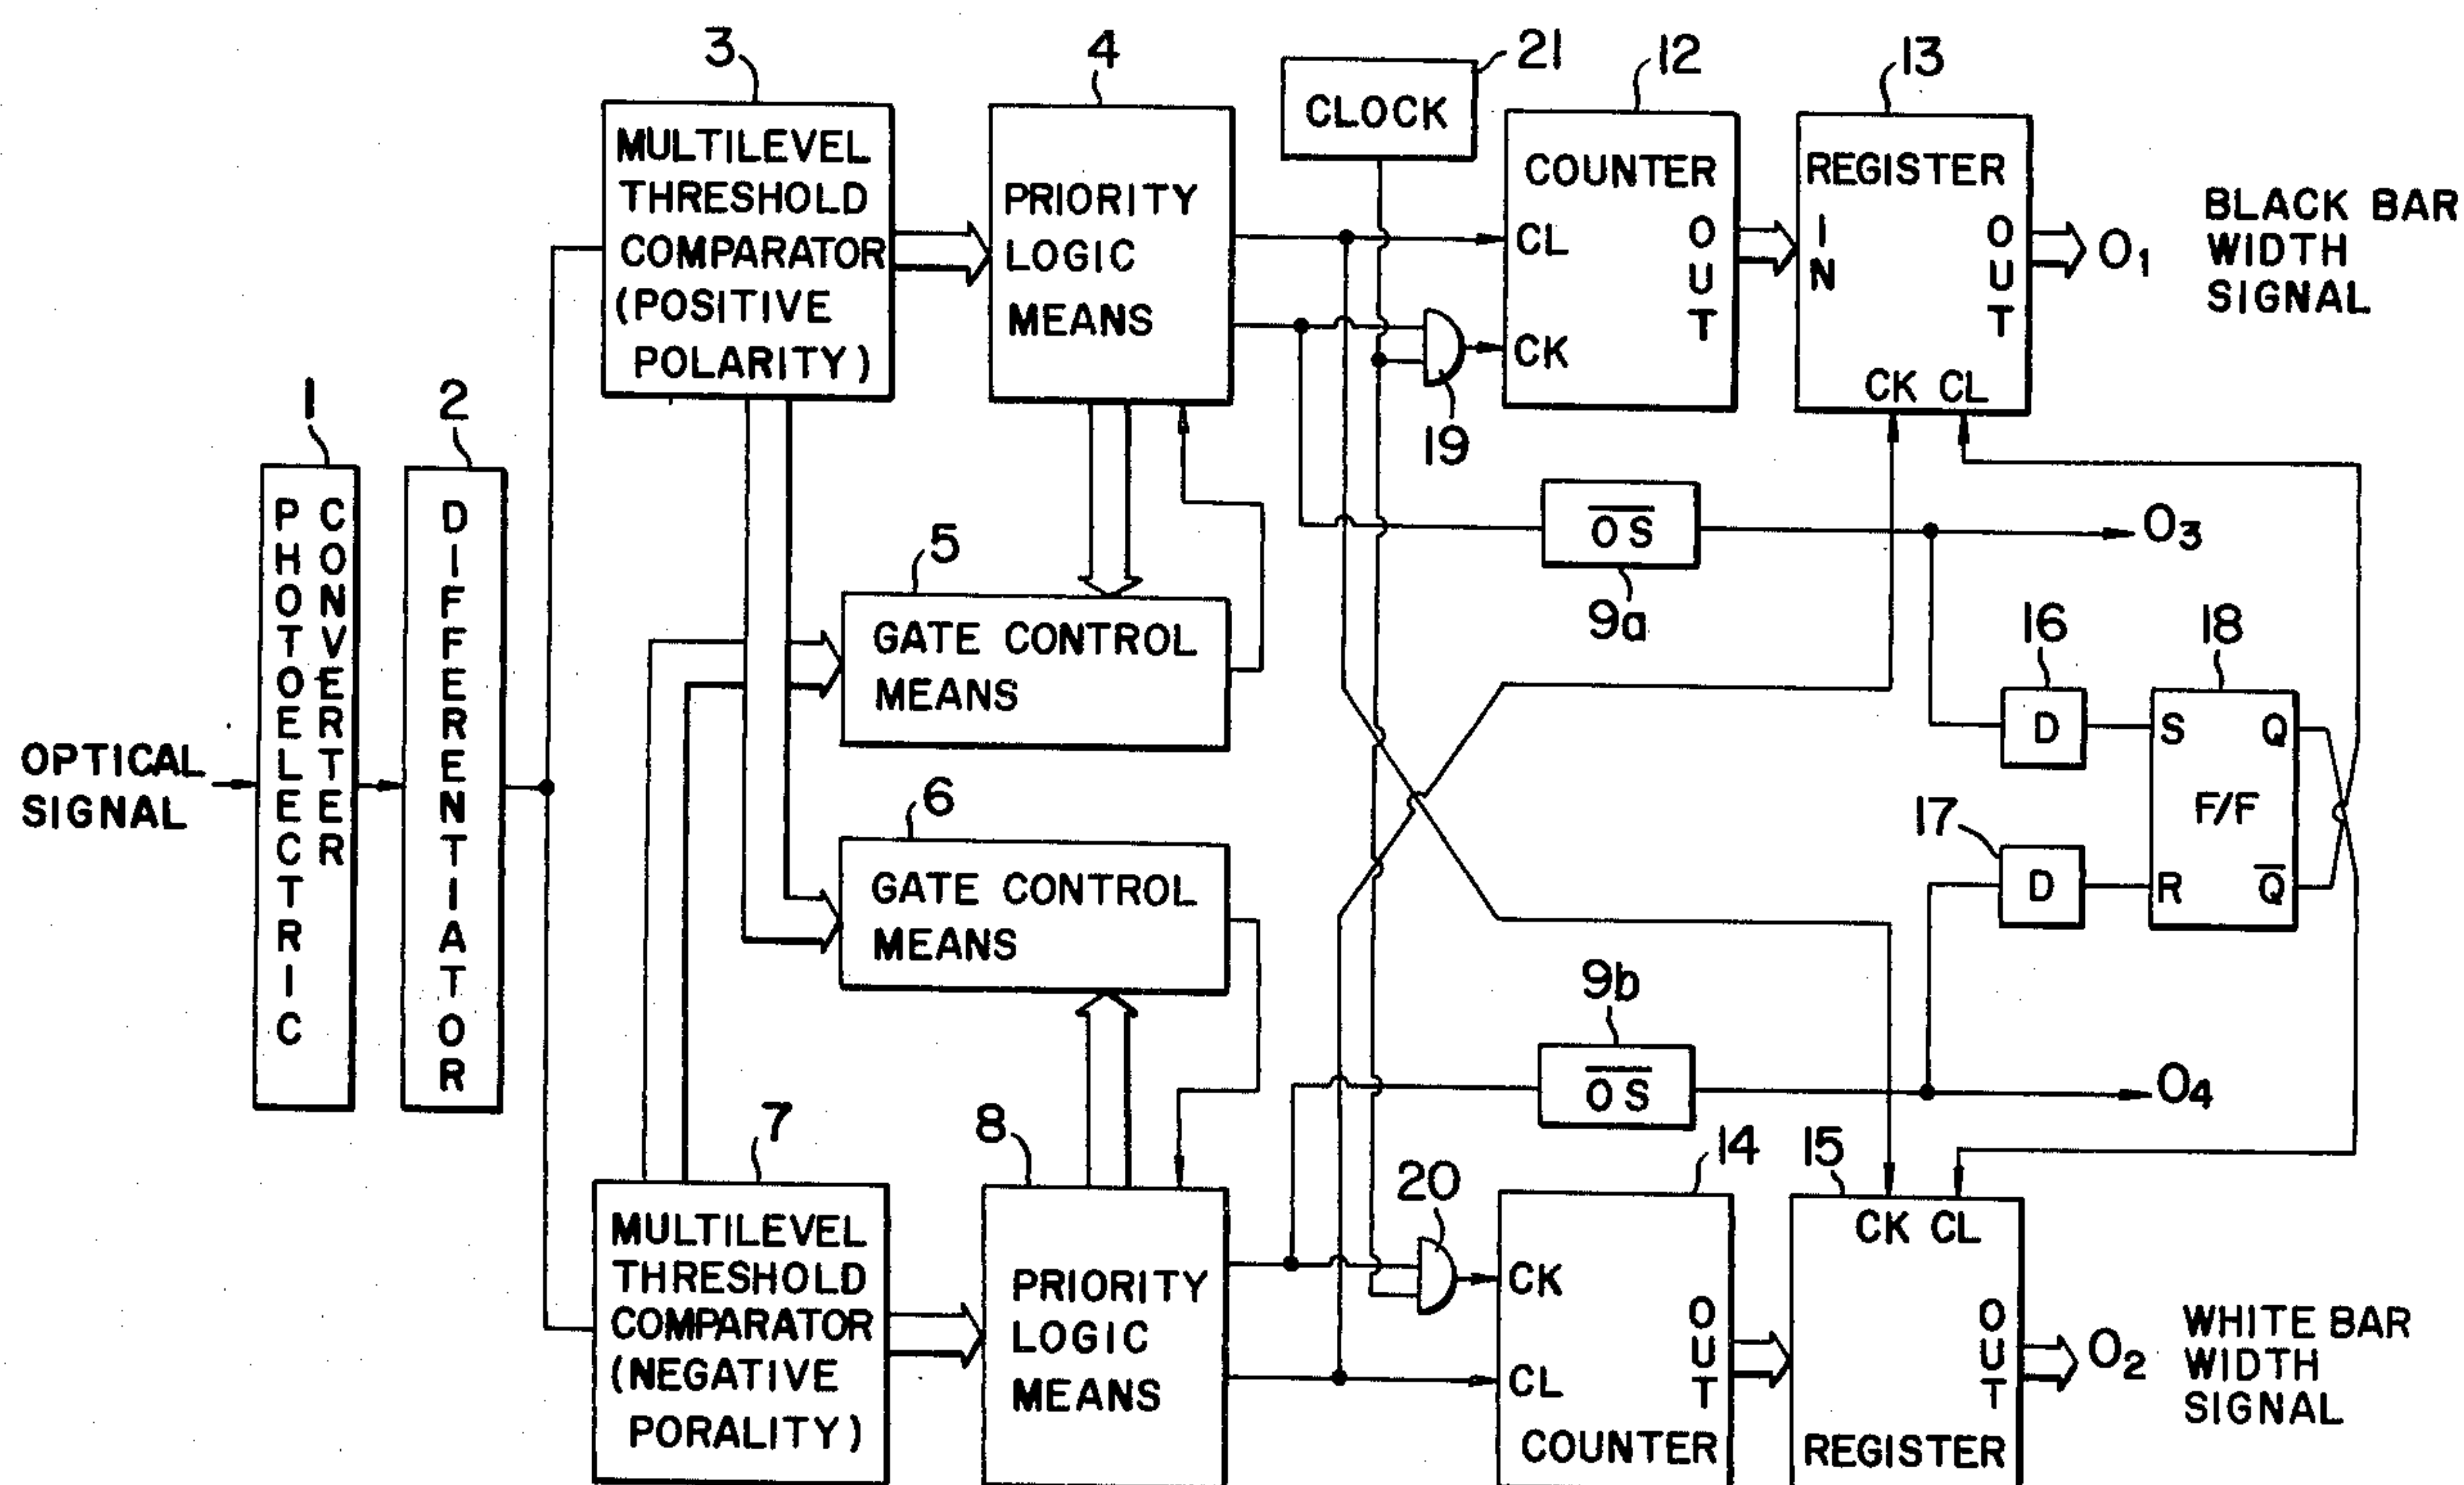 3
4
21
12
13
CLOCK
MULTILEVEL
THRESHOLD
COMPARATOR
(POSITIVE
POLARITY)
PRIORITY
LOGIC
MEANS
COUNTER
CL
CK
OUT
REGISTER
IN
OUT
CK CL
O1
BLACK BAR
WIDTH
SIGNAL
19
1
2
PHOTOELECTRIC
CONVERTER
DIFFERENTIATOR
OPTICAL
SIGNAL
5
GATE CONTROL
MEANS
6
GATE CONTROL
MEANS
O̅S̅
9a
O3
16
18
D
S
Q
F/F
17
D
R
Q̅
9b
O̅S̅
O4
7
8
20
14
15
MULTILEVEL
THRESHOLD
COMPARATOR
(NEGATIVE
PORALITY)
PRIORITY
LOGIC
MEANS
CK
CL
OUT
COUNTER
CK CL
OUT
REGISTER
O2
WHITE BAR
WIDTH
SIGNAL